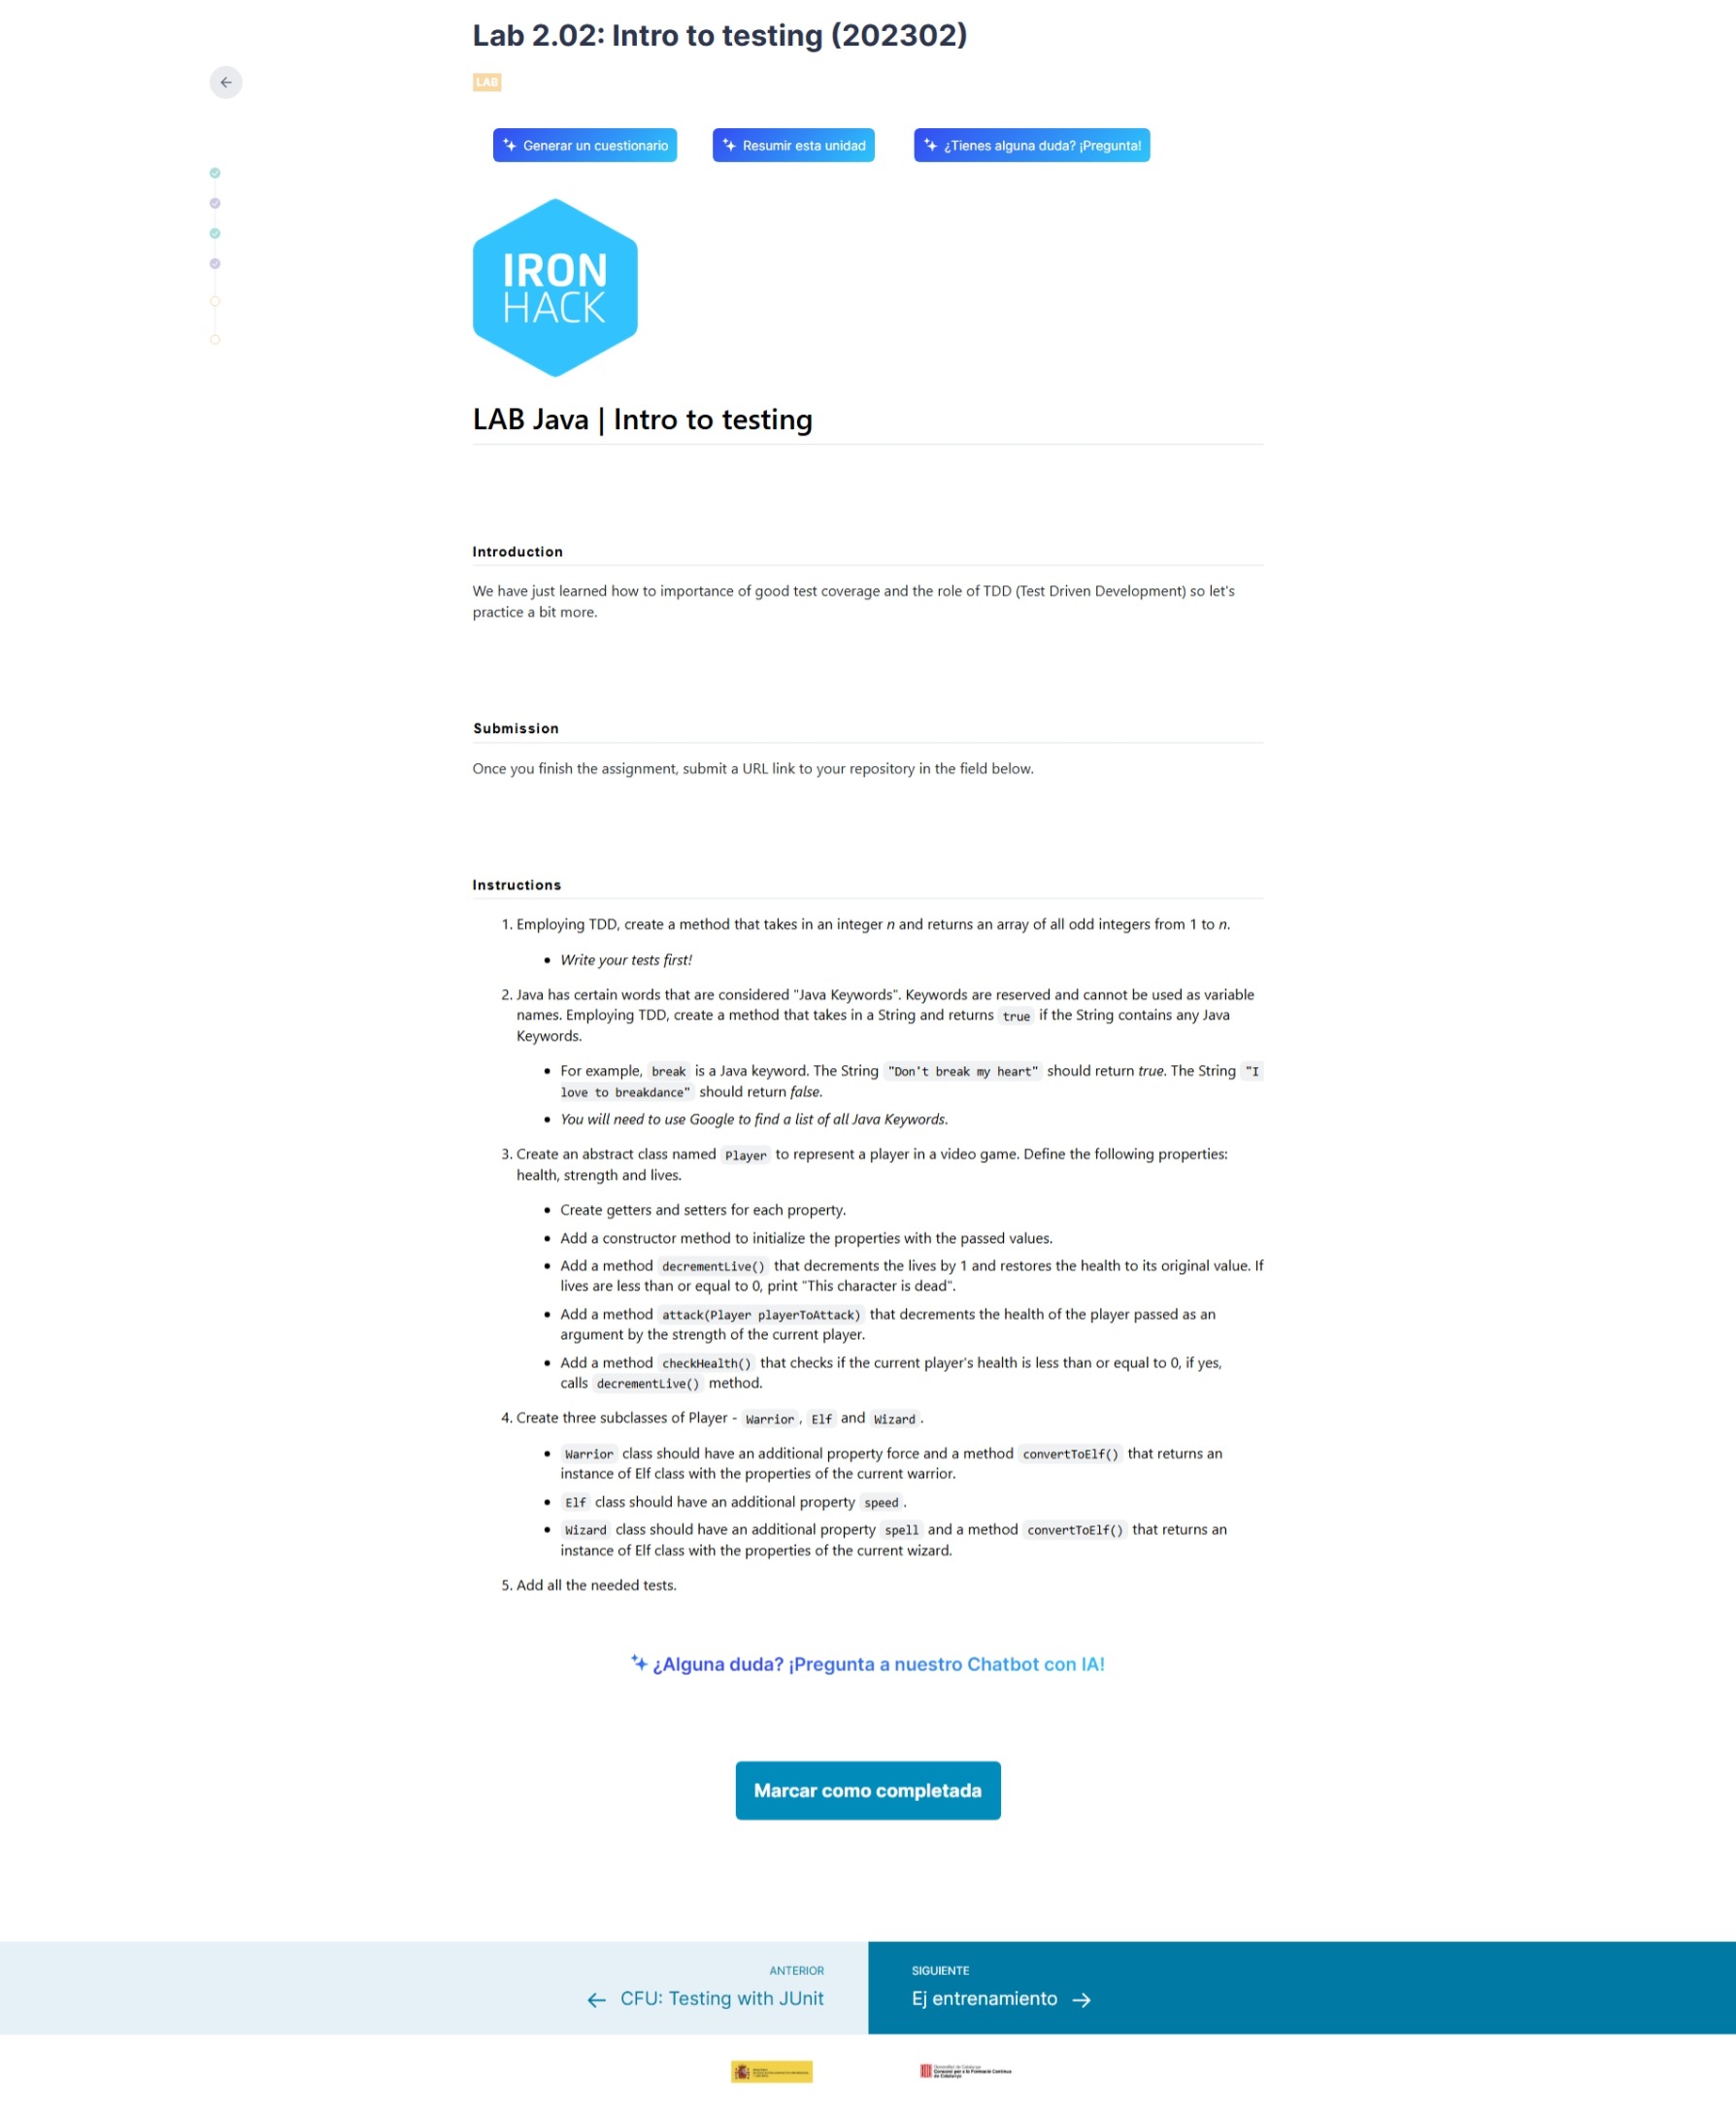 Lab 2.02: Intro to testing (202302)
LAB
Generar un cuestionario
Resumir esta unidad
¿Tienes alguna duda? ¡Pregunta!
IRON
HACK
LAB Java | Intro to testing
Introduction
We have just learned how to importance of good test coverage and the role of TDD (Test Driven Development) so let's
practice a bit more.
Submission
Once you finish the assignment, submit a URL link to your repository in the field below.
Instructions
1. Employing TDD, create a method that takes in an integer n and returns an array of all odd integers from 1 to n.
• Write your tests first!
2. Java has certain words that are considered "Java Keywords". Keywords are reserved and cannot be used as variable
names. Employing TDD, create a method that takes in a String and returns true if the String contains any Java
Keywords.
• For example, break is a Java keyword. The String "Don't break my heart" should return true. The String "I
love to breakdance" should return false.
• You will need to use Google to find a list of all Java Keywords.
3. Create an abstract class named Player to represent a player in a video game. Define the following properties:
health, strength and lives.
• Create getters and setters for each property.
• Add a constructor method to initialize the properties with the passed values.
• Add a method decrementLive() that decrements the lives by 1 and restores the health to its original value. If
lives are less than or equal to 0, print "This character is dead".
• Add a method attack(Player playerToAttack) that decrements the health of the player passed as an
argument by the strength of the current player.
• Add a method checkHealth() that checks if the current player's health is less than or equal to 0, if yes,
calls decrementLive() method.
4. Create three subclasses of Player - Warrior, Elf and Wizard.
• Warrior class should have an additional property force and a method convertToElf() that returns an
instance of Elf class with the properties of the current warrior.
• Elf class should have an additional property speed.
• Wizard class should have an additional property spell and a method convertToElf() that returns an
instance of Elf class with the properties of the current wizard.
5. Add all the needed tests.
¿Alguna duda? ¡Pregunta a nuestro Chatbot con IA!
Marcar como completada
ANTERIOR
← CFU: Testing with JUnit
SIGUIENTE
Ej entrenamiento →
Consorci per a la Formació Contínua
de Catalunya